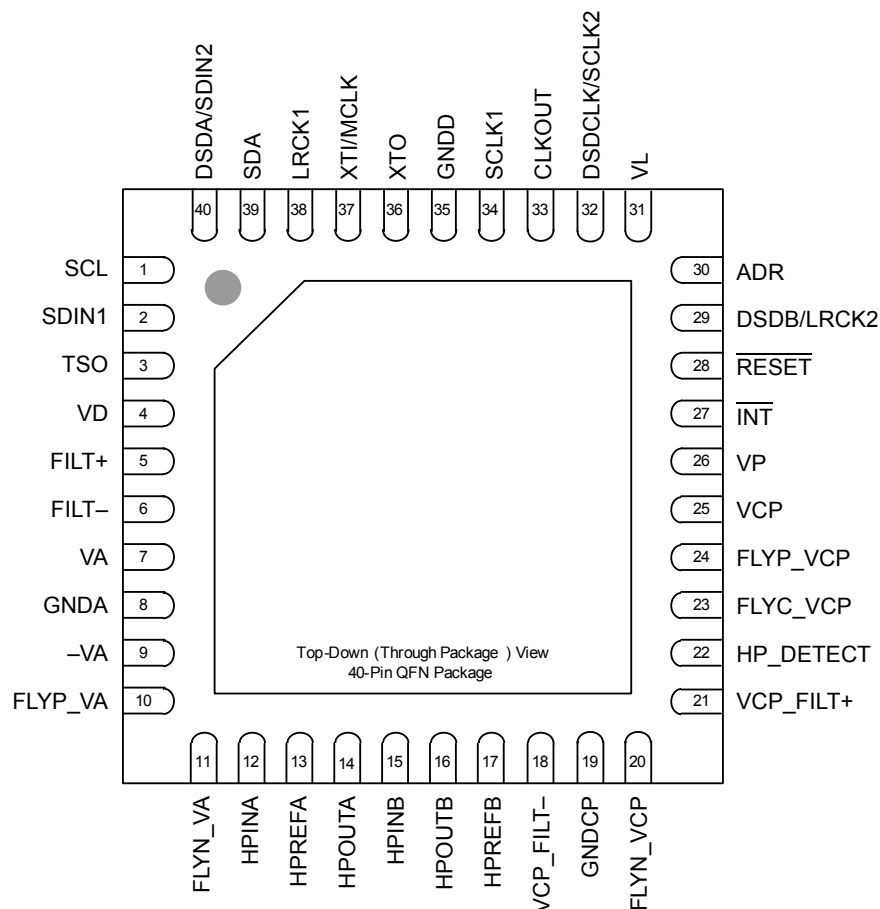 DSDA/SDIN2
SDA
LRCK1
XTI/MCLK
XTO
GNDD
SCLK1
CLKOUT
DSDCLK/SCLK2
VL
40
39
38
37
36
35
34
33
32
31
SCL 1
SDIN1 2
TSO 3
VD 4
FILT+ 5
FILT– 6
VA 7
GNDA 8
–VA 9
FLYP_VA 10
30 ADR
29 DSDB/LRCK2
28 RESET
27 INT
26 VP
25 VCP
24 FLYP_VCP
23 FLYC_VCP
22 HP_DETECT
21 VCP_FILT+
Top-Down (Through Package ) View
40-Pin QFN Package
11
12
13
14
15
16
17
18
19
20
FLYN_VA
HPINA
HPREFA
HPOUTA
HPINB
HPOUTB
HPREFB
VCP_FILT–
GNDCP
FLYN_VCP